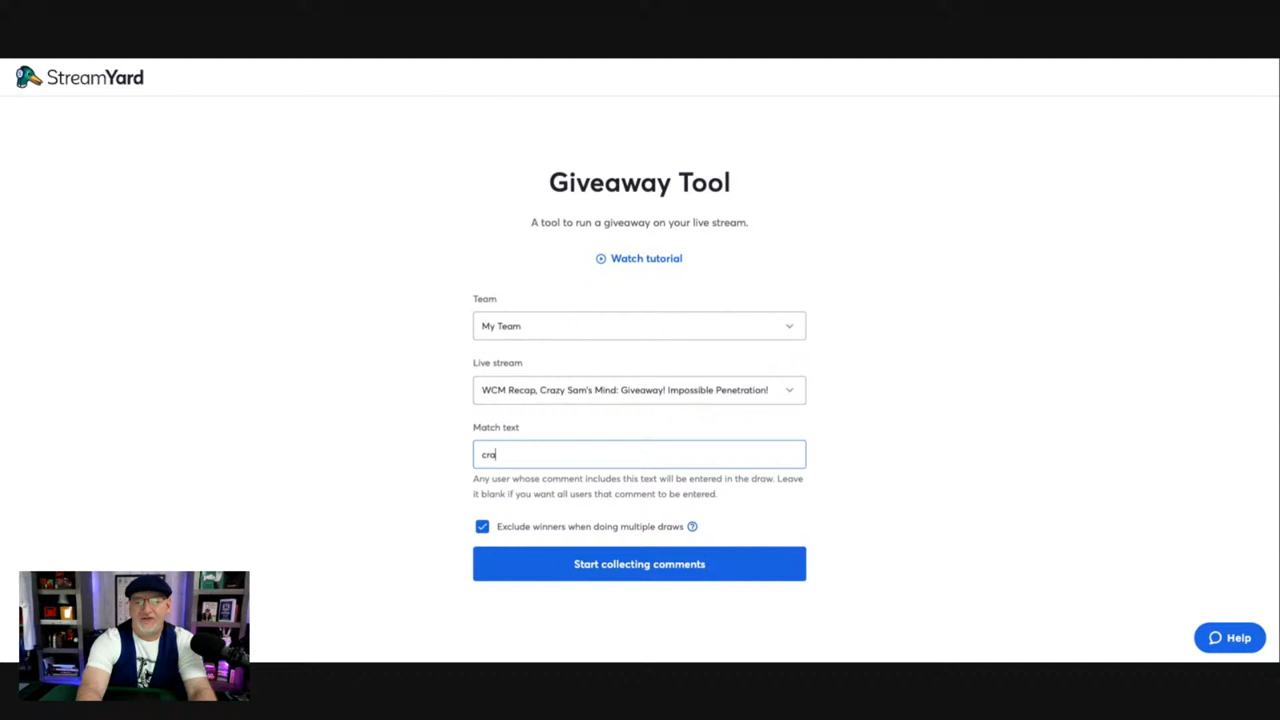 StreamYard
Giveaway Tool
A tool to run a giveaway on your live stream.
Watch tutorial
Team
My Team
Live stream
WCM Recap, Crazy Sam's Mind: Giveaway! Impossible Penetration!
Match text
cra
Any user whose comment includes this text will be entered in the draw. Leave
it blank if you want all users that comment to be entered.
Exclude winners when doing multiple draws ?
Start collecting comments
Help